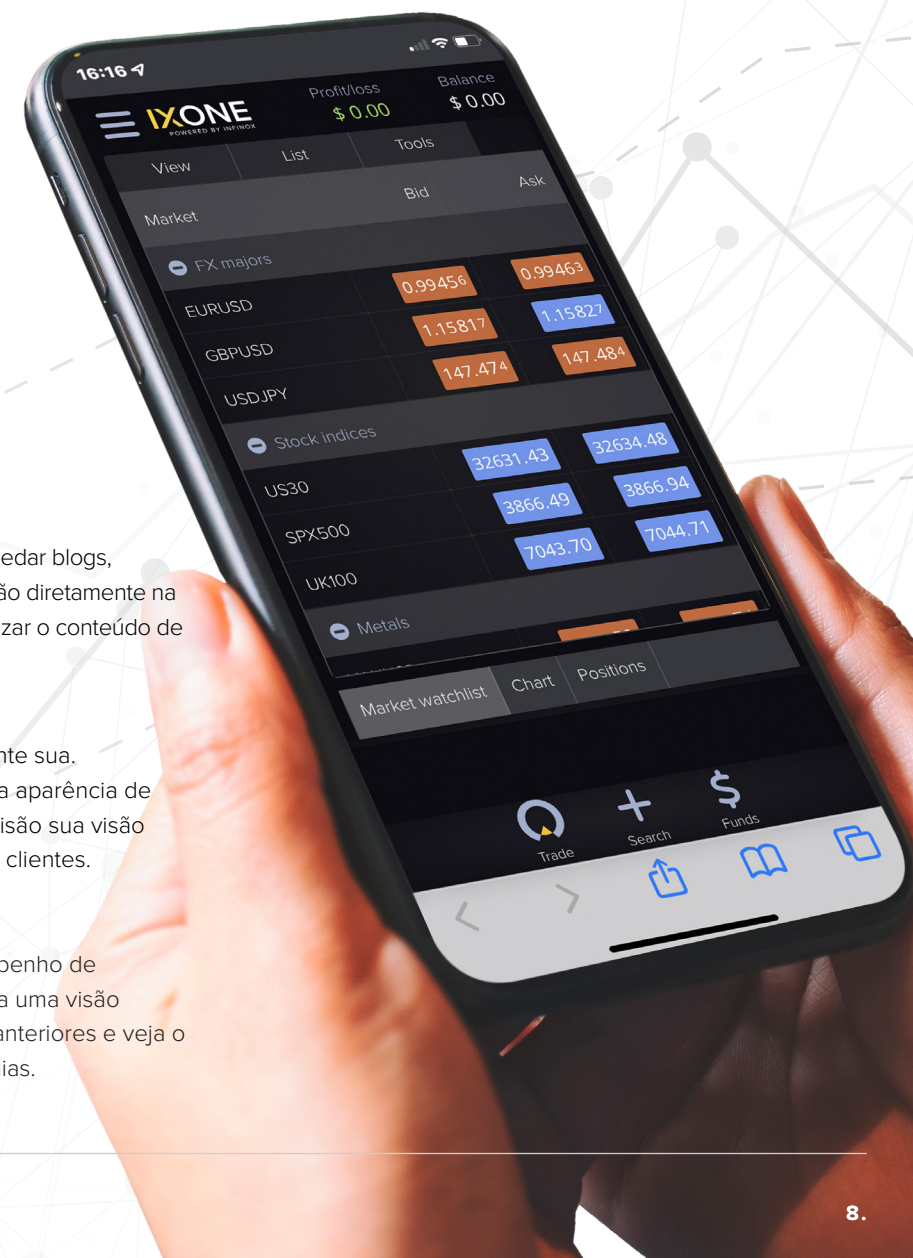 16:16
IXONE
POWERED BY INFINOX
Profit/loss
$ 0.00
Balance
$ 0.00
View List Tools
Market Bid Ask
FX majors
EURUSD 0.99456 0.99463
GBPUSD 1.15817 1.15827
USDJPY 147.474 147.484
Stock indices
US30 32631.43 32634.48
SPX500 3866.49 3866.94
UK100 7043.70 7044.71
Metals
Market watchlist Chart Positions
Trade Search Funds
edar blogs,
ão diretamente na
zar o conteúdo de
nte sua.
a aparência de
isão sua visão
clientes.
penho de
a uma visão
anteriores e veja o
ias.
8.